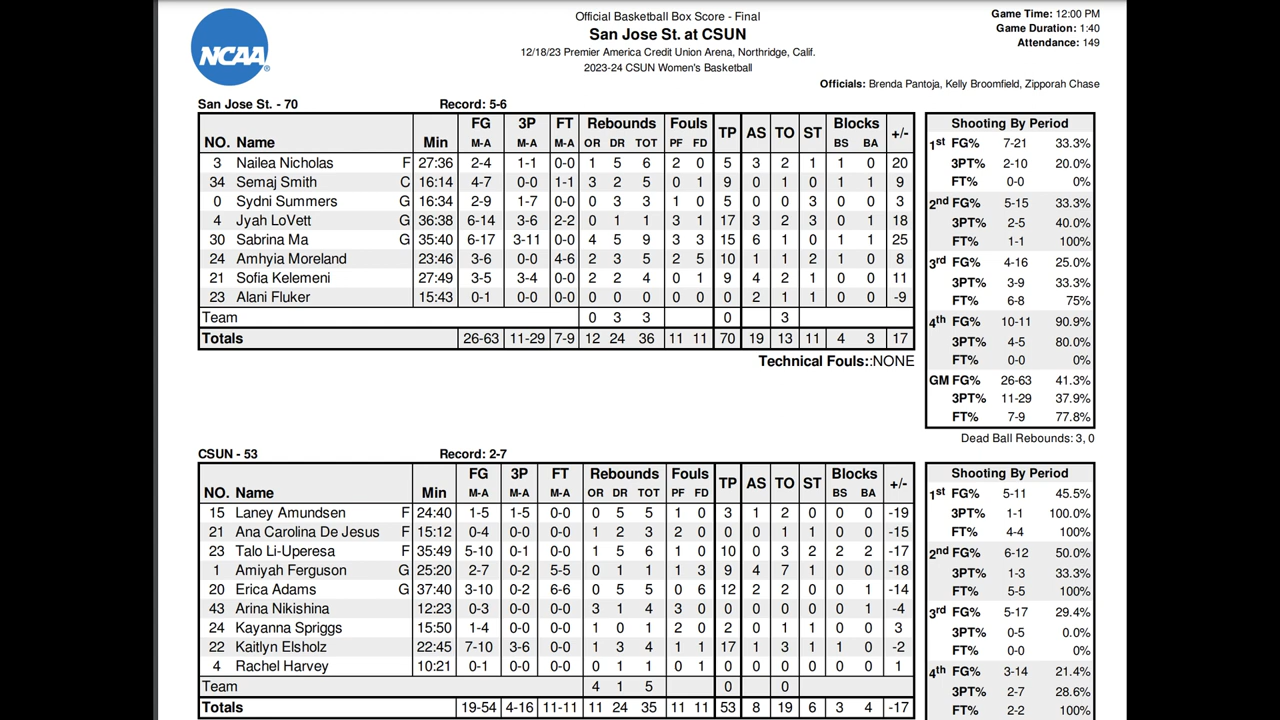 NCAA®
Official Basketball Box Score - Final
San Jose St. at CSUN
12/18/23 Premier America Credit Union Arena, Northridge, Calif.
2023-24 CSUN Women's Basketball
Game Time: 12:00 PM
Game Duration: 1:40
Attendance: 149
Officials: Brenda Pantoja, Kelly Broomfield, Zipporah Chase
San Jose St. - 70 Record: 5-6
FG 3P FT Rebounds Fouls TP AS TO ST Blocks +/-
NO. Name Min M-A M-A M-A OR DR TOT PF FD BS BA
3 Nailea Nicholas F 27:36 2-4 1-1 0-0 1 5 6 2 0 5 3 2 1 1 0 20
34 Semaj Smith C 16:14 4-7 0-0 1-1 3 2 5 0 1 9 0 1 0 1 1 9
0 Sydni Summers G 16:34 2-9 1-7 0-0 0 3 3 1 0 5 0 0 3 0 0 3
4 Jyah LoVett G 36:38 6-14 3-6 2-2 0 1 1 3 1 17 3 2 3 0 1 18
30 Sabrina Ma G 35:40 6-17 3-11 0-0 4 5 9 3 3 15 6 1 0 1 1 25
24 Amhyia Moreland 23:46 3-6 0-0 4-6 2 3 5 2 5 10 1 1 2 1 0 8
21 Sofia Kelemeni 27:49 3-5 3-4 0-0 2 2 4 0 1 9 4 2 1 0 0 11
23 Alani Fluker 15:43 0-1 0-0 0-0 0 0 0 0 0 0 2 1 1 0 0 -9
Team 0 3 3 0 3
Totals 26-63 11-29 7-9 12 24 36 11 11 70 19 13 11 4 3 17
Technical Fouls::NONE
Shooting By Period
1st FG% 7-21 33.3%
3PT% 2-10 20.0%
FT% 0-0 0%
2nd FG% 5-15 33.3%
3PT% 2-5 40.0%
FT% 1-1 100%
3rd FG% 4-16 25.0%
3PT% 3-9 33.3%
FT% 6-8 75%
4th FG% 10-11 90.9%
3PT% 4-5 80.0%
FT% 0-0 0%
GM FG% 26-63 41.3%
3PT% 11-29 37.9%
FT% 7-9 77.8%
Dead Ball Rebounds: 3, 0
CSUN - 53 Record: 2-7
FG 3P FT Rebounds Fouls TP AS TO ST Blocks +/-
NO. Name Min M-A M-A M-A OR DR TOT PF FD BS BA
15 Laney Amundsen F 24:40 1-5 1-5 0-0 0 5 5 1 0 3 1 2 0 0 0 -19
21 Ana Carolina De Jesus F 15:12 0-4 0-0 0-0 1 2 3 2 0 0 0 1 1 0 0 -15
23 Talo Li-Uperesa F 35:49 5-10 0-1 0-0 1 5 6 1 0 10 0 3 2 2 2 -17
1 Amiyah Ferguson G 25:20 2-7 0-2 5-5 0 1 1 1 3 9 4 7 1 0 0 -18
20 Erica Adams G 37:40 3-10 0-2 6-6 0 5 5 0 6 12 2 2 0 0 1 -14
43 Arina Nikishina 12:23 0-3 0-0 0-0 3 1 4 3 0 0 0 0 0 0 1 -4
24 Kayanna Spriggs 15:50 1-4 0-0 0-0 1 0 1 2 0 2 0 1 1 0 0 3
22 Kaitlyn Elsholz 22:45 7-10 3-6 0-0 1 3 4 1 1 17 1 3 1 1 0 -2
4 Rachel Harvey 10:21 0-1 0-0 0-0 0 1 1 0 1 0 0 0 0 0 0 1
Team 4 1 5 0 0
Totals 19-54 4-16 11-11 11 24 35 11 11 53 8 19 6 3 4 -17
Shooting By Period
1st FG% 5-11 45.5%
3PT% 1-1 100.0%
FT% 4-4 100%
2nd FG% 6-12 50.0%
3PT% 1-3 33.3%
FT% 5-5 100%
3rd FG% 5-17 29.4%
3PT% 0-5 0.0%
FT% 0-0 0%
4th FG% 3-14 21.4%
3PT% 2-7 28.6%
FT% 2-2 100%